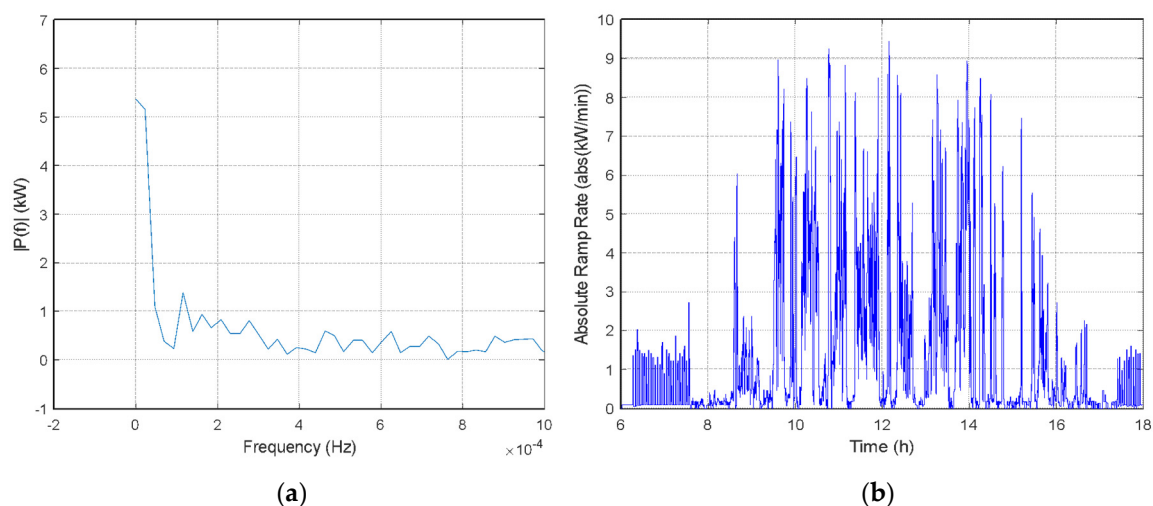 7
6
5
4
3
2
1
0
-1
|P(f)| (kW)
-2 0 2 4 6 8 10
×10⁻⁴
Frequency (Hz)
(a)
10
9
8
7
6
5
4
3
2
1
0
Absolute Ramp Rate (abs(kW/min))
6 8 10 12 14 16 18
Time (h)
(b)